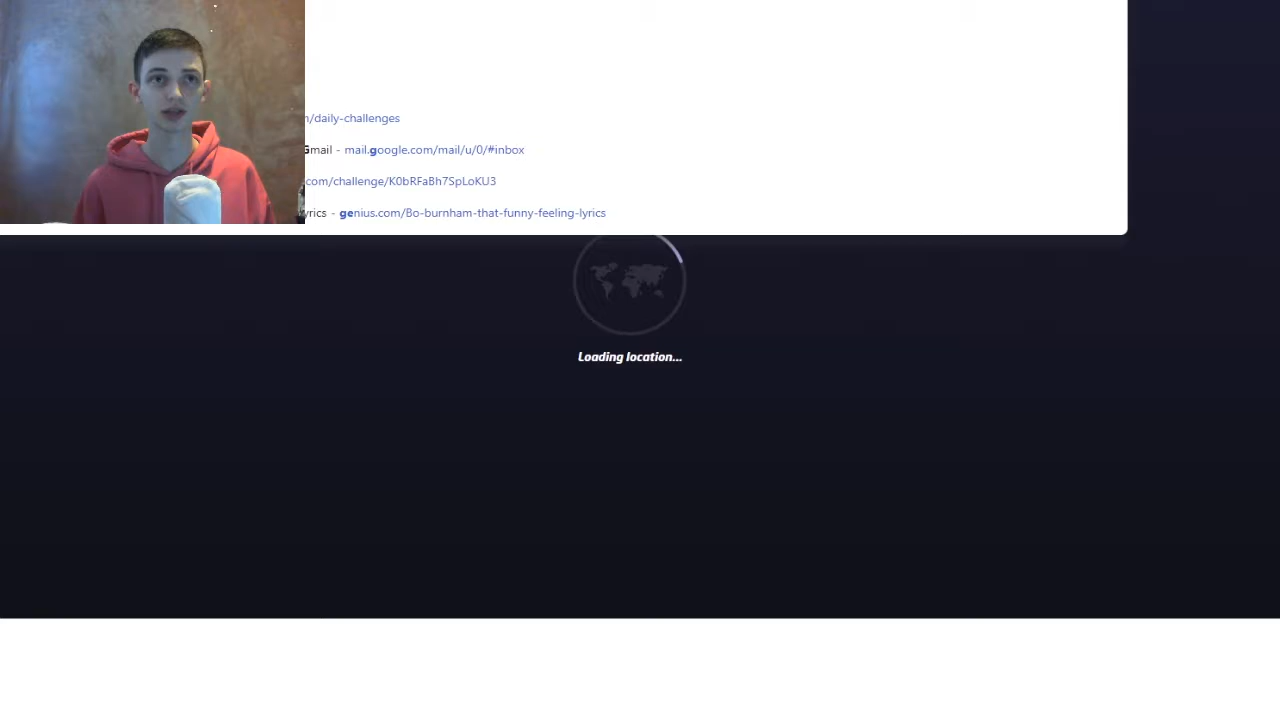 /daily-challenges
Gmail - mail.google.com/mail/u/0/#inbox
.com/challenge/K0bRFaBh7SpLoKU3
lyrics - genius.com/Bo-burnham-that-funny-feeling-lyrics
Loading location...